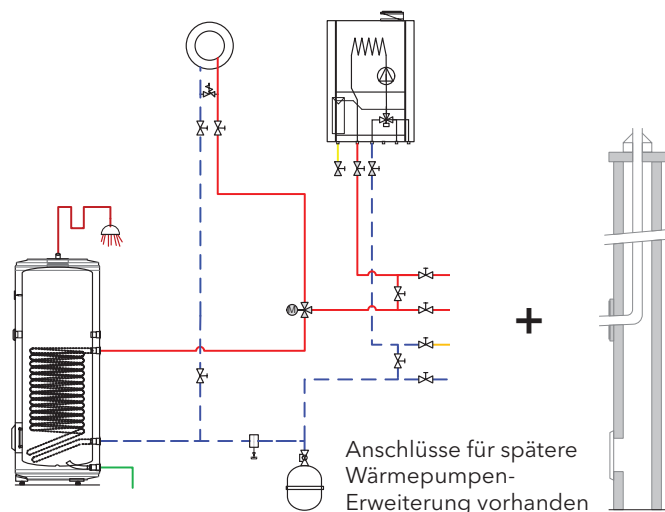 M
Anschlüsse für spätere
Wärmepumpen-
Erweiterung vorhanden
+